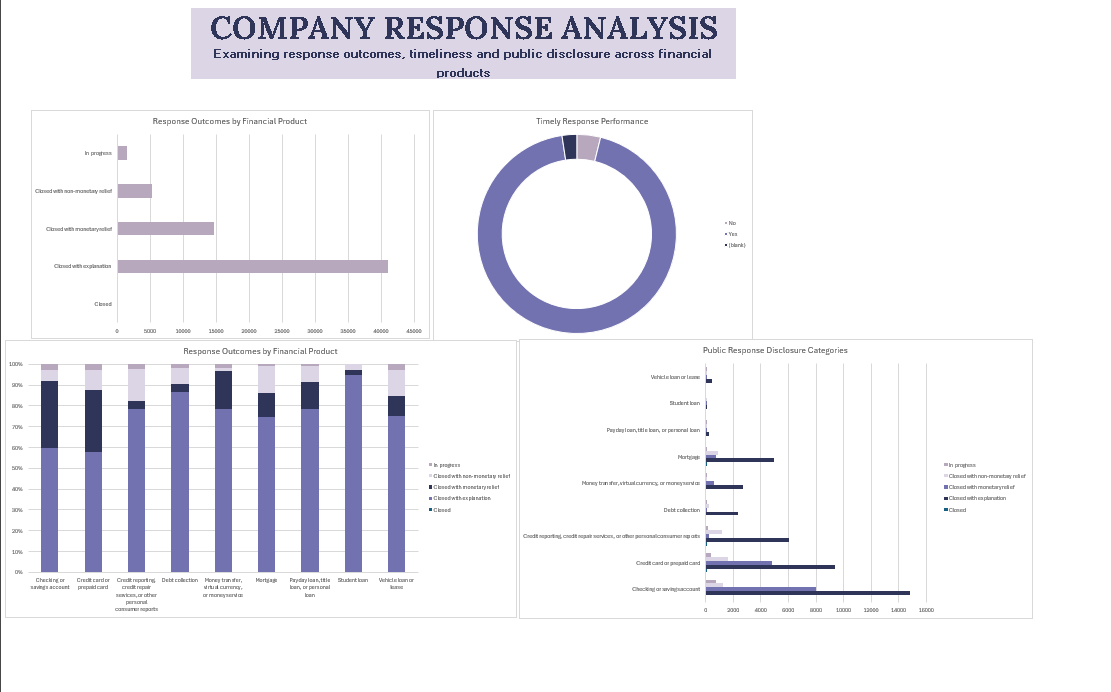 COMPANY RESPONSE ANALYSIS
Examining response outcomes, timeliness and public disclosure across financial
products
Response Outcomes by Financial Product
In progress
Closed with non-monetary relief
Closed with monetary relief
Closed with explanation
Closed
0 5000 10000 15000 20000 25000 30000 35000 40000 45000
Timely Response Performance
No
Yes
(blank)
Response Outcomes by Financial Product
100%
90%
80%
70%
60%
50%
40%
30%
20%
10%
0%
Checking or
savings account
Credit card or
prepaid card
Credit reporting,
credit repair
services, or other
personal
consumer reports
Debt collection
Money transfer,
virtual currency,
or money service
Mortgage
Payday loan, title
loan, or personal
loan
Student loan
Vehicle loan or
lease
In progress
Closed with non-monetary relief
Closed with monetary relief
Closed with explanation
Closed
Public Response Disclosure Categories
Vehicle loan or lease
Student loan
Payday loan, title loan, or personal loan
Mortgage
Money transfer, virtual currency, or money service
Debt collection
Credit reporting, credit repair services, or other personal consumer reports
Credit card or prepaid card
Checking or savings account
0 2000 4000 6000 8000 10000 12000 14000 16000
In progress
Closed with non-monetary relief
Closed with monetary relief
Closed with explanation
Closed